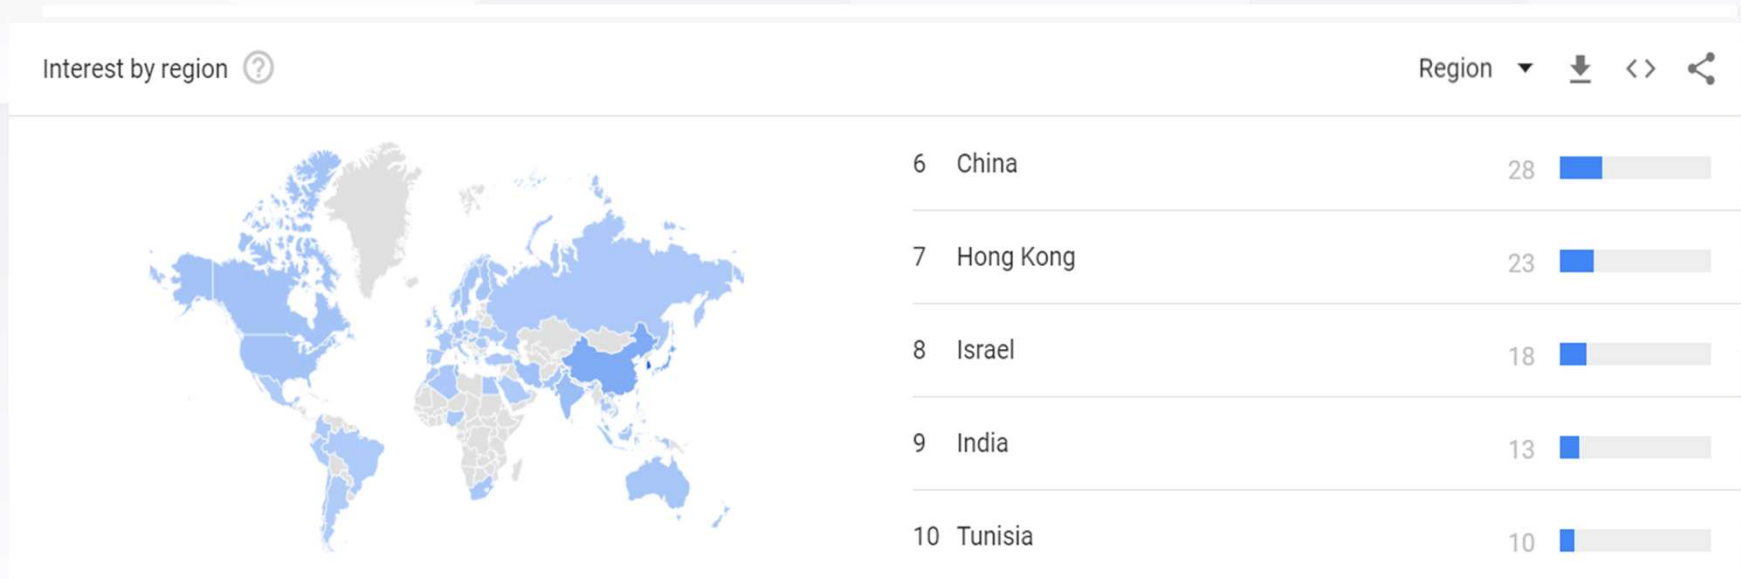 Interest by region ?
Region
6 China 28
7 Hong Kong 23
8 Israel 18
9 India 13
10 Tunisia 10